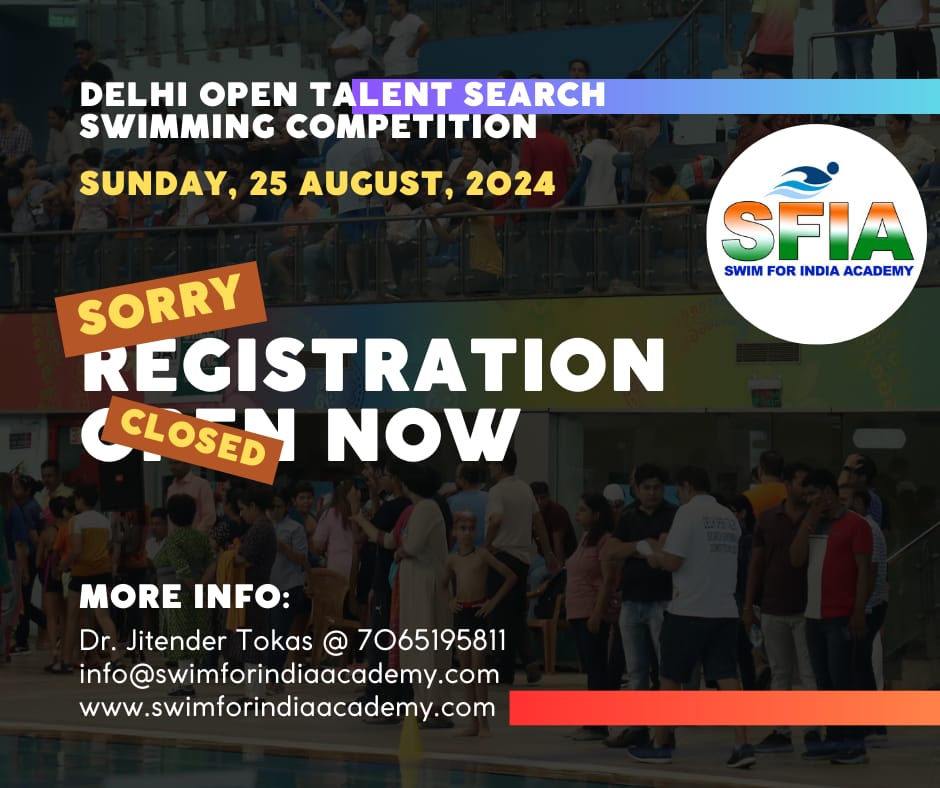 DELHI OPEN TALENT SEARCH
SWIMMING COMPETITION
SUNDAY, 25 AUGUST, 2024
SFIA
SWIM FOR INDIA ACADEMY
SORRY
REGISTRATION
OPEN NOW
CLOSED
MORE INFO:
Dr. Jitender Tokas @ 7065195811
info@swimforindiaacademy.com
www.swimforindiaacademy.com